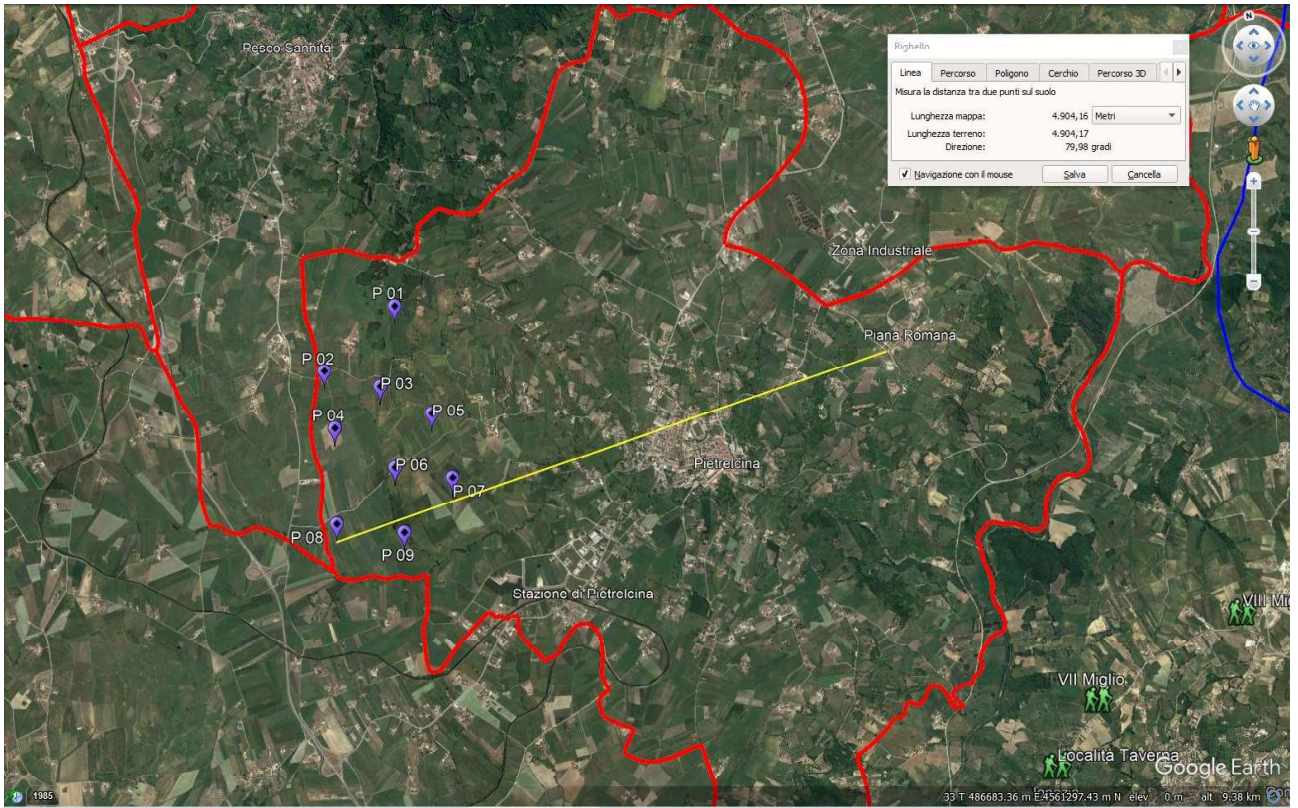 Pesco Sannita
N
Righello
Linea Percorso Poligono Cerchio Percorso 3D
Misura la distanza tra due punti sul suolo
Lunghezza mappa: 4.904,16 Metri
Lunghezza terreno: 4.904,17
Direzione: 79,98 gradi
Navigazione con il mouse Salva Cancella
Zona Industriale
P 01
Piana Romana
P 02
P 03
P 04
P 05
P 06
Pietrelcina
P 07
P 08
P 09
Stazione di Pietrelcina
VIII Mig
VII Miglio
Località Taverna
Google Earth
1985
33 T 486683.36 m E 4561297.43 m N elev 0 m alt 9.38 km